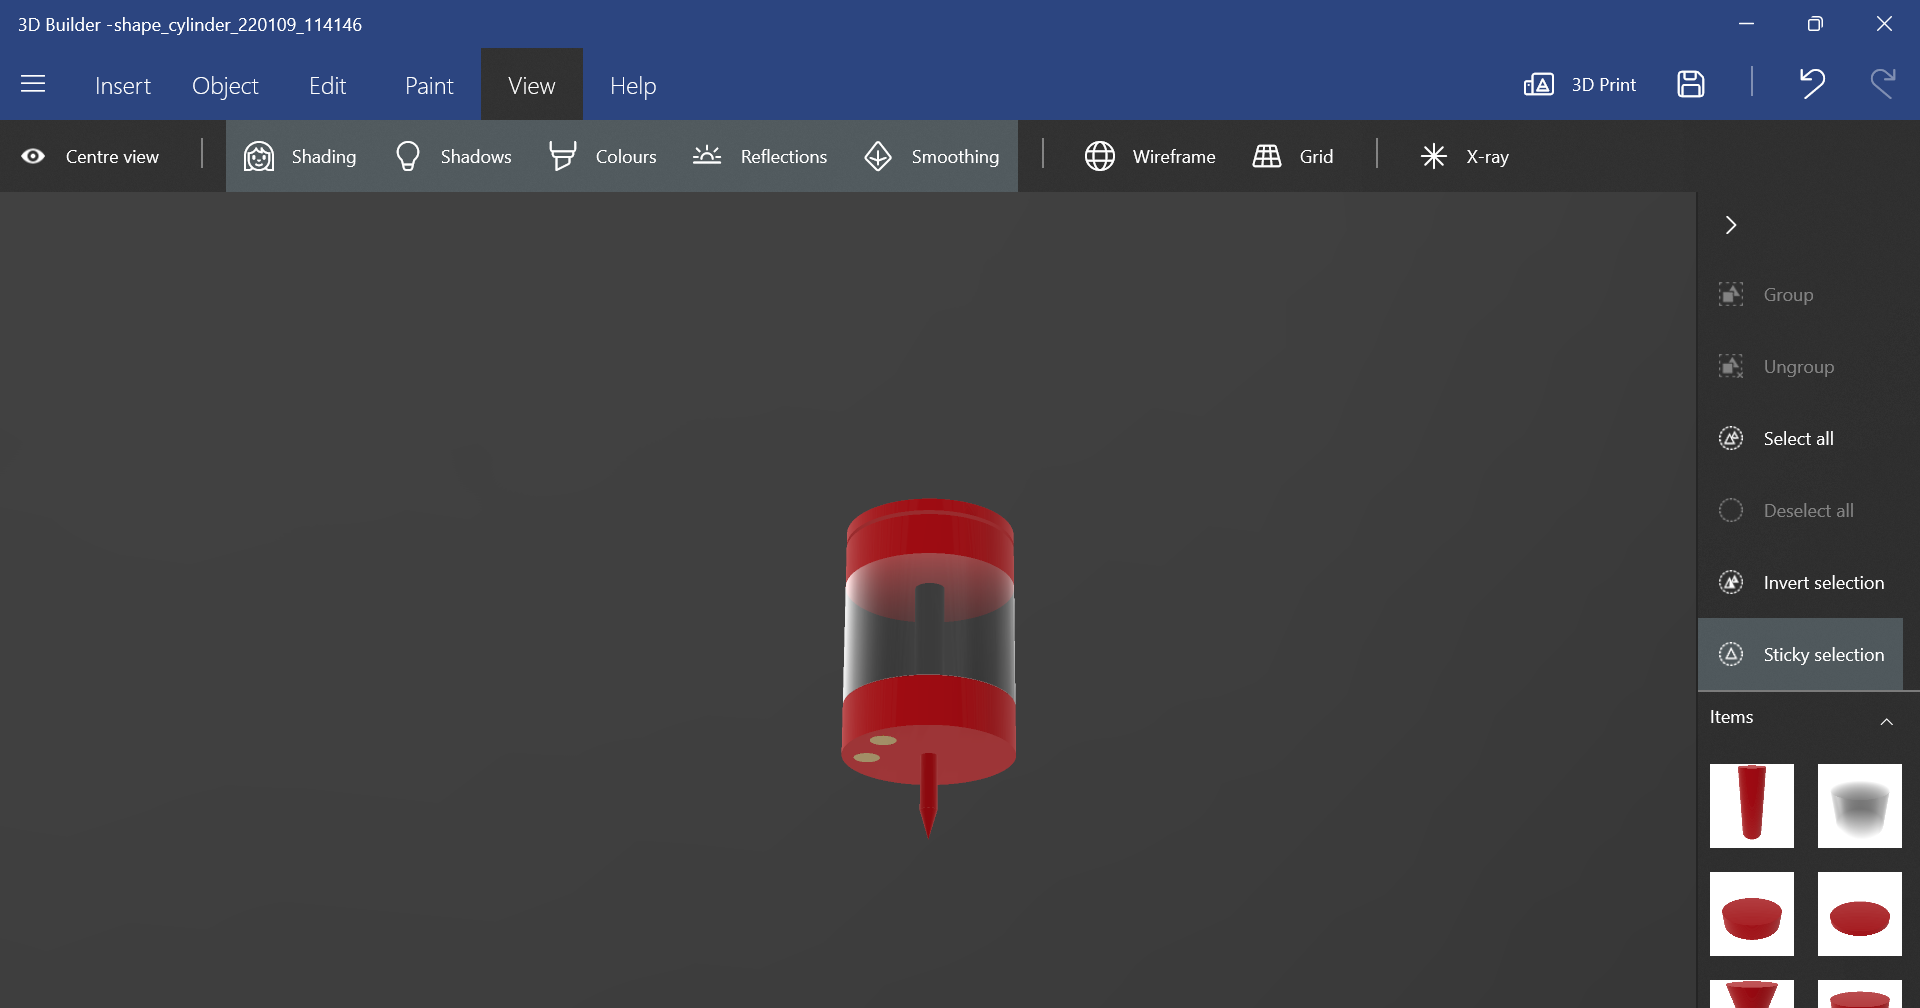 3D Builder -shape_cylinder_220109_114146
Insert Object Edit Paint View Help 3D Print
Centre view Shading Shadows Colours Reflections Smoothing Wireframe Grid X-ray
Group
Ungroup
Select all
Deselect all
Invert selection
Sticky selection
Items